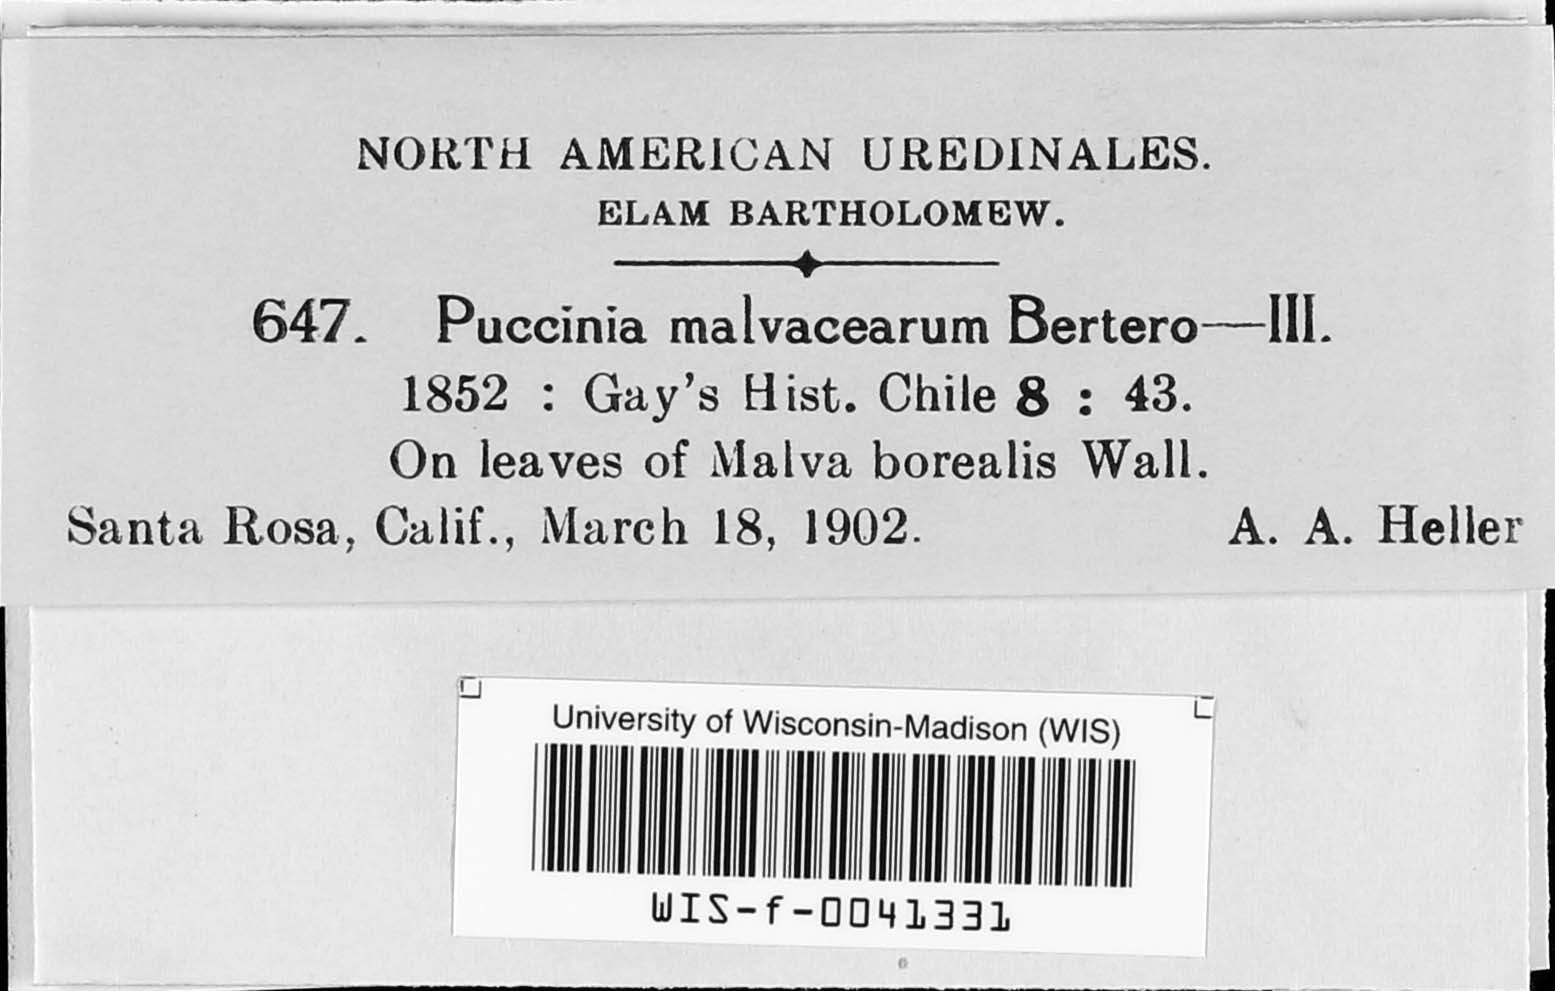 NORTH AMERICAN UREDINALES.
ELAM BARTHOLOMEW.
647. Puccinia malvacearum Bertero—III.
1852 : Gay's Hist. Chile 8 : 43.
On leaves of Malva borealis Wall.
Santa Rosa, Calif., March 18, 1902. A. A. Heller
University of Wisconsin-Madison (WIS)
WIS-f-0041331